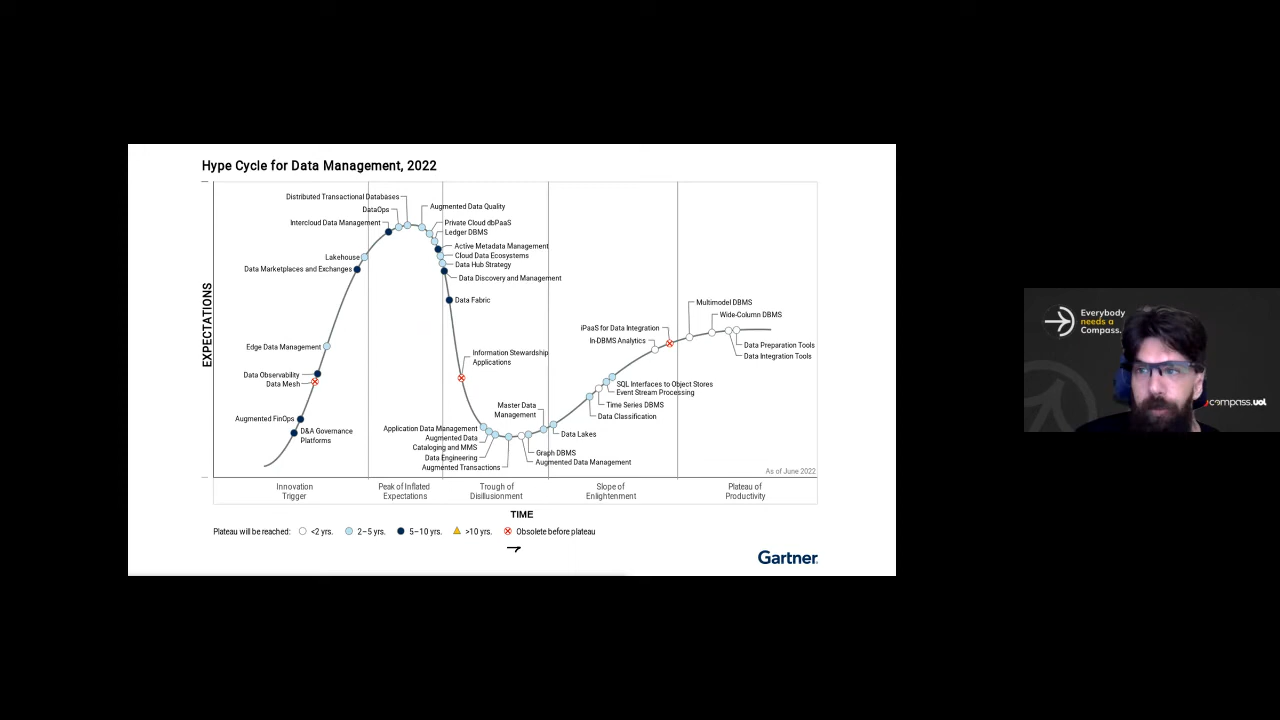 Hype Cycle for Data Management, 2022
Distributed Transactional Databases
DataOps
Intercloud Data Management
Lakehouse
Data Marketplaces and Exchanges
Edge Data Management
Data Observability
Data Mesh
Augmented FinOps
D&A Governance
Platforms
Augmented Data Quality
Private Cloud dbPaaS
Ledger DBMS
Active Metadata Management
Cloud Data Ecosystems
Data Hub Strategy
Data Discovery and Management
Data Fabric
Information Stewardship
Applications
Master Data
Management
Application Data Management
Augmented Data
Cataloging and MMS
Data Engineering
Augmented Transactions
Data Lakes
Graph DBMS
Augmented Data Management
iPaaS for Data Integration
In-DBMS Analytics
SQL Interfaces to Object Stores
Event Stream Processing
Time Series DBMS
Data Classification
Multimodel DBMS
Wide-Column DBMS
Data Preparation Tools
Data Integration Tools
EXPECTATIONS
As of June 2022
Innovation
Trigger
Peak of Inflated
Expectations
Trough of
Disillusionment
Slope of
Enlightenment
Plateau of
Productivity
TIME
Plateau will be reached: <2 yrs. 2–5 yrs. 5–10 yrs. >10 yrs. Obsolete before plateau
Gartner
Everybody
needs a
Compass.
compass.uol